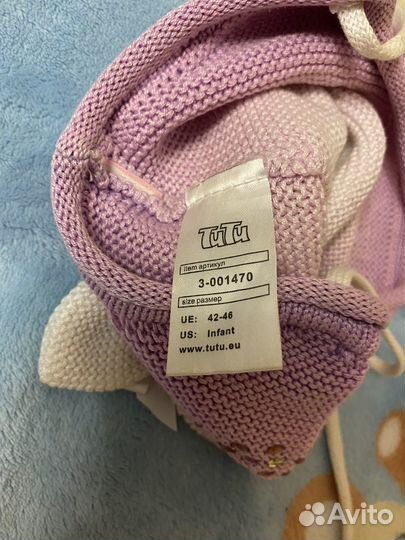 TuTu
item артикул
3-001470
size размер
UE: 42-46
US: Infant
www.tutu.eu
Avito